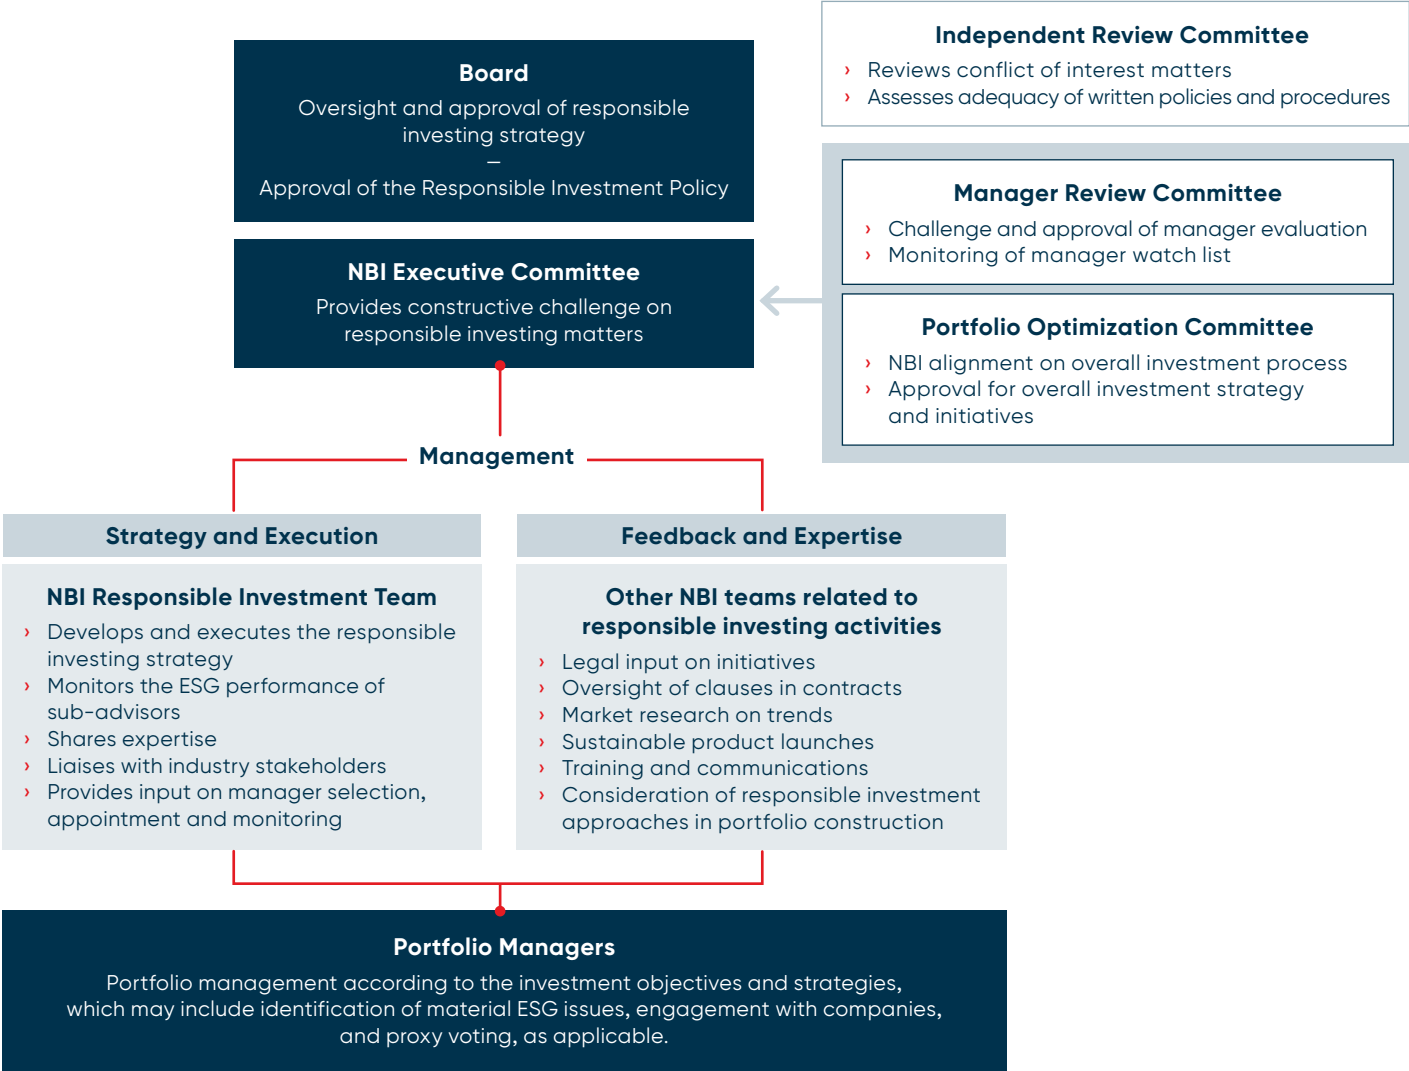 Board
Oversight and approval of responsible
investing strategy
–
Approval of the Responsible Investment Policy
NBI Executive Committee
Provides constructive challenge on
responsible investing matters
Independent Review Committee
› Reviews conflict of interest matters
› Assesses adequacy of written policies and procedures
Manager Review Committee
› Challenge and approval of manager evaluation
› Monitoring of manager watch list
Portfolio Optimization Committee
› NBI alignment on overall investment process
› Approval for overall investment strategy
and initiatives
Management
Strategy and Execution
NBI Responsible Investment Team
› Develops and executes the responsible
investing strategy
› Monitors the ESG performance of
sub-advisors
› Shares expertise
› Liaises with industry stakeholders
› Provides input on manager selection,
appointment and monitoring
Feedback and Expertise
Other NBI teams related to
responsible investing activities
› Legal input on initiatives
› Oversight of clauses in contracts
› Market research on trends
› Sustainable product launches
› Training and communications
› Consideration of responsible investment
approaches in portfolio construction
Portfolio Managers
Portfolio management according to the investment objectives and strategies,
which may include identification of material ESG issues, engagement with companies,
and proxy voting, as applicable.